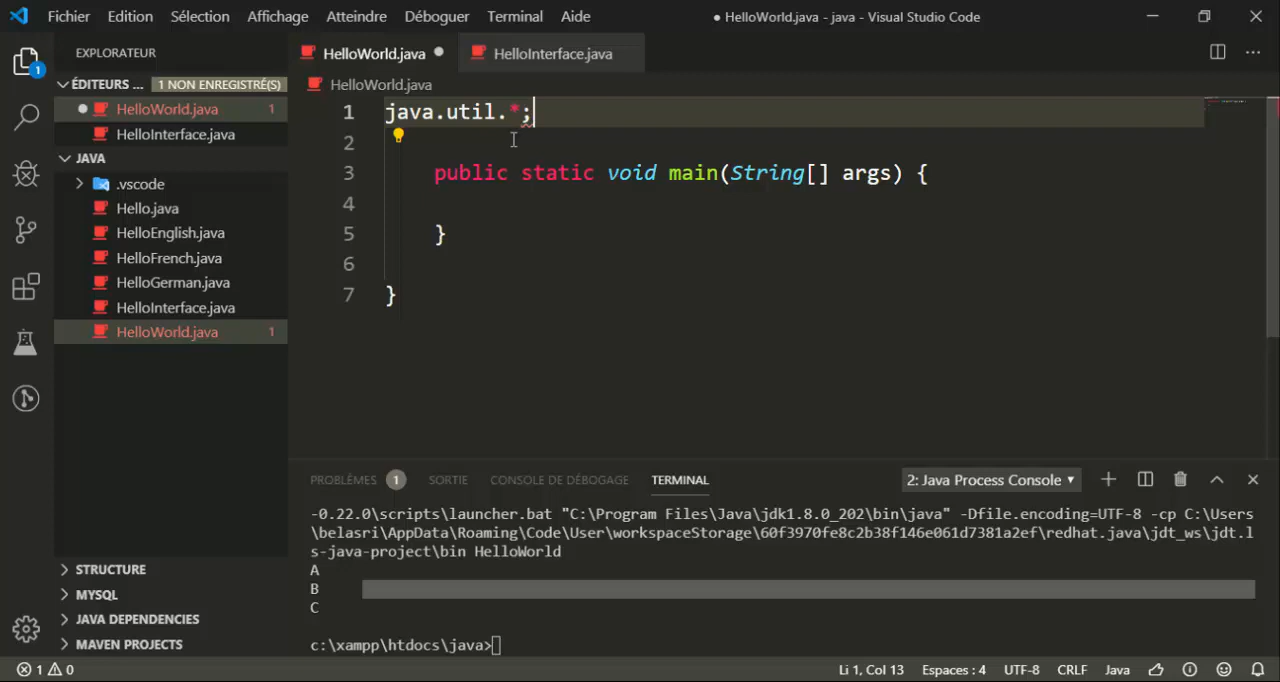 Fichier Edition Sélection Affichage Atteindre Déboguer Terminal Aide ● HelloWorld.java - java - Visual Studio Code
EXPLORATEUR
HelloWorld.java ●
HelloInterface.java
ÉDITEURS ... 1 NON ENREGISTRÉ(S)
HelloWorld.java
● HelloWorld.java 1
HelloInterface.java
JAVA
.vscode
Hello.java
HelloEnglish.java
HelloFrench.java
HelloGerman.java
HelloInterface.java
HelloWorld.java 1
STRUCTURE
MYSQL
JAVA DEPENDENCIES
MAVEN PROJECTS
1
1 java.util.*;
2
3 public static void main(String[] args) {
4
5 }
6
7 }
PROBLÈMES 1 SORTIE CONSOLE DE DÉBOGAGE TERMINAL 2: Java Process Console
-0.22.0\scripts\launcher.bat "C:\Program Files\Java\jdk1.8.0_202\bin\java" -Dfile.encoding=UTF-8 -cp C:\Users
\belasri\AppData\Roaming\Code\User\workspaceStorage\60f3970fe8c2b38f146e061d7381a2ef\redhat.java\jdt_ws\jdt.l
s-java-project\bin HelloWorld
A
B
C
c:\xampp\htdocs\java>
1 0 Li 1, Col 13 Espaces : 4 UTF-8 CRLF Java